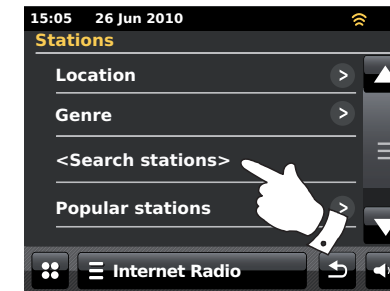 15:05 26 Jun 2010
Stations
Location >
Genre >
<Search stations>
Popular stations >
Internet Radio